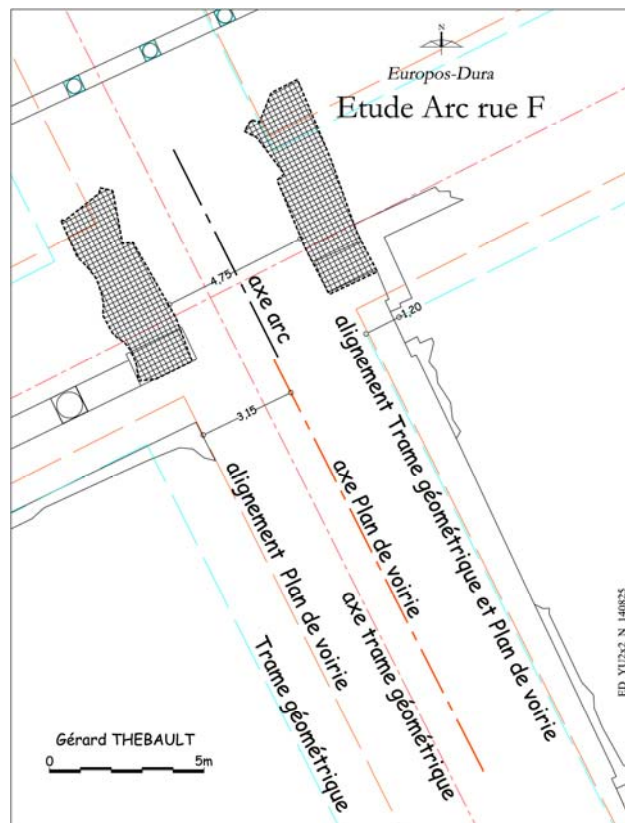 N
Europos-Dura
Etude Arc rue F
4,75
axe arc
1,20
3,15
alignement Trame géométrique et Plan de voirie
axe Plan de voirie
alignement Plan de voirie
axe trame géométrique
Trame géométrique
Gérard THEBAULT
0 5m
ED_YU2x2_N_140825